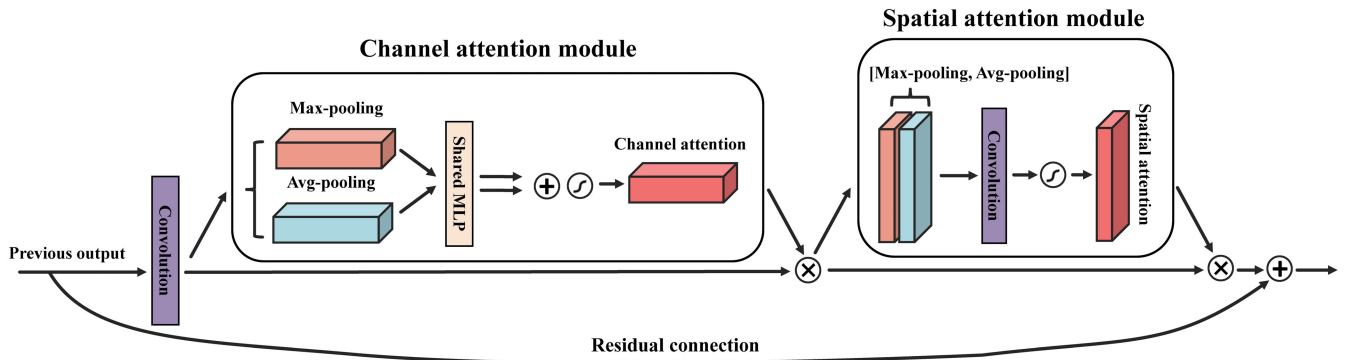 Spatial attention module
Channel attention module
[Max-pooling, Avg-pooling]
Max-pooling
Shared MLP
Channel attention
Avg-pooling
Convolution
Spatial attention
Previous output
Convolution
Residual connection